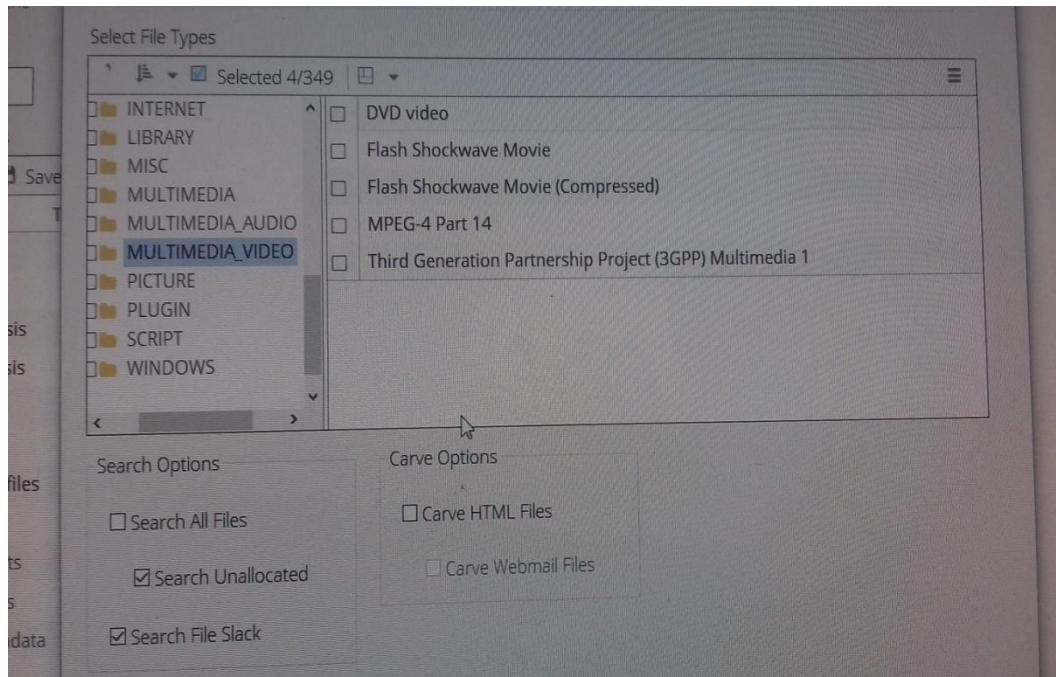 Select File Types
Selected 4/349
INTERNET
LIBRARY
MISC
MULTIMEDIA
MULTIMEDIA_AUDIO
MULTIMEDIA_VIDEO
PICTURE
PLUGIN
SCRIPT
WINDOWS
DVD video
Flash Shockwave Movie
Flash Shockwave Movie (Compressed)
MPEG-4 Part 14
Third Generation Partnership Project (3GPP) Multimedia 1
Save
T
sis
sis
files
ts
s
Search Options
Search All Files
Search Unallocated
Search File Slack
Carve Options
Carve HTML Files
Carve Webmail Files